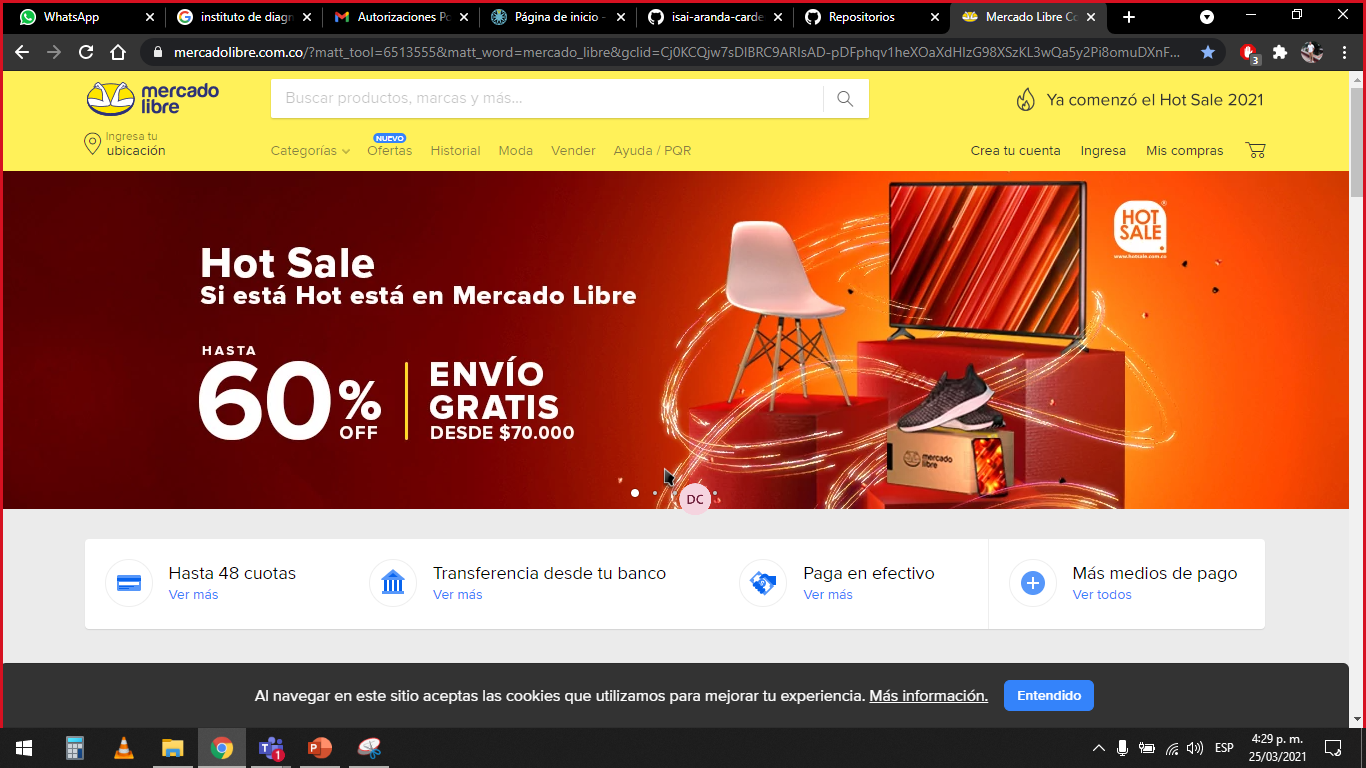 WhatsApp
instituto de diagn
Autorizaciones Po
Página de inicio -
isai-aranda-carde
Repositorios
Mercado Libre Co
mercadolibre.com.co/?matt_tool=6513555&matt_word=mercado_libre&gclid=Cj0KCQjw7sDIBRC9ARIsAD-pDFphqv1heXOaXdHIzG98XSzKL3wQa5y2Pi8omuDXnF...
3
mercado
libre
Buscar productos, marcas y más...
Ya comenzó el Hot Sale 2021
Ingresa tu
ubicación
NUEVO
Categorías Ofertas Historial Moda Vender Ayuda / PQR
Crea tu cuenta Ingresa Mis compras
HOT
SALE
www.hotsale.com.co
Hot Sale
Si está Hot está en Mercado Libre
HASTA
60% OFF
ENVÍO
GRATIS
DESDE $70.000
mercado
libre
DC
Hasta 48 cuotas
Ver más
Transferencia desde tu banco
Ver más
Paga en efectivo
Ver más
Más medios de pago
Ver todos
Al navegar en este sitio aceptas las cookies que utilizamos para mejorar tu experiencia. Más información.
Entendido
1
ESP
4:29 p. m.
25/03/2021